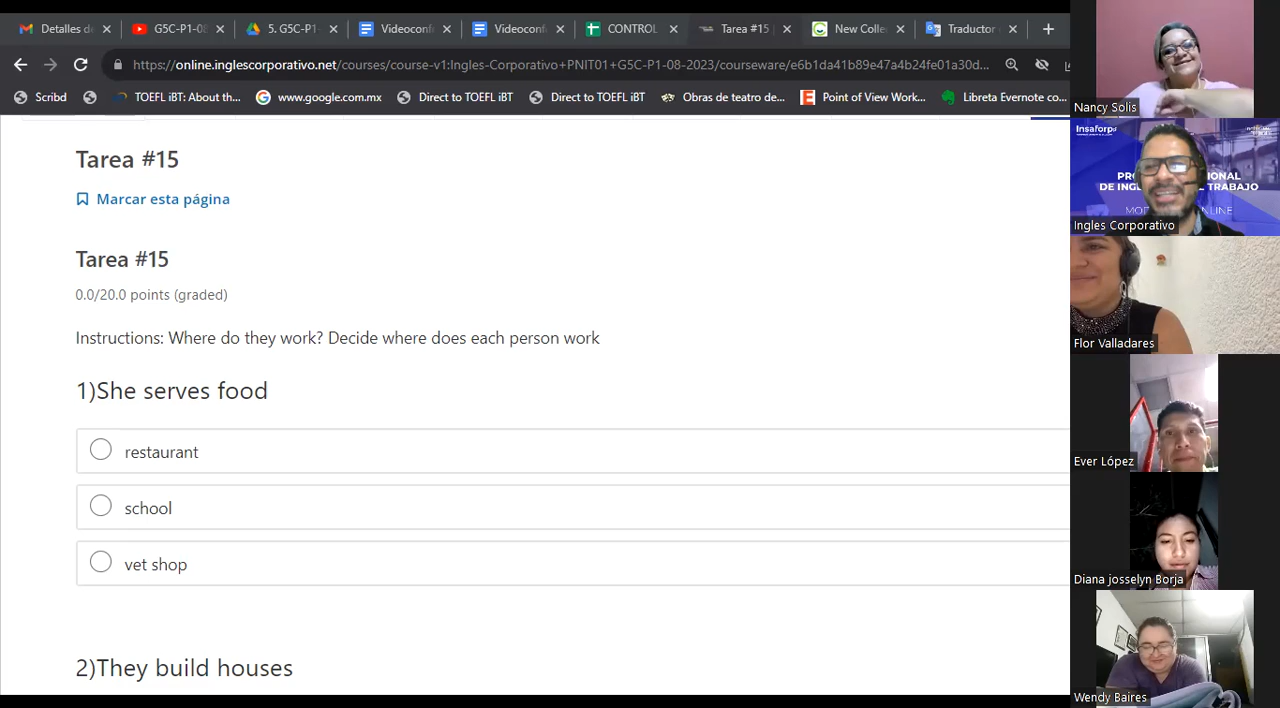 Detalles de
G5C-P1-08
5. G5C-P1-
Videoconf
Videoconf
CONTROL
Tarea #15
New Colle
Traductor
https://online.inglescorporativo.net/courses/course-v1:Ingles-Corporativo+PNIT01+G5C-P1-08-2023/courseware/e6b1da41b89e47a4b24fe01a30d...
Scribd
TOEFL iBT: About th...
www.google.com.mx
Direct to TOEFL iBT
Direct to TOEFL iBT
Obras de teatro de...
Point of View Work...
Libreta Evernote co...
Tarea #15
Marcar esta página
Tarea #15
0.0/20.0 points (graded)
Instructions: Where do they work? Decide where does each person work
1)She serves food
restaurant
school
vet shop
2)They build houses
Nancy Solis
Insaforp
Ingles Corporativo
Flor Valladares
Ever López
Diana josselyn Borja
Wendy Baires